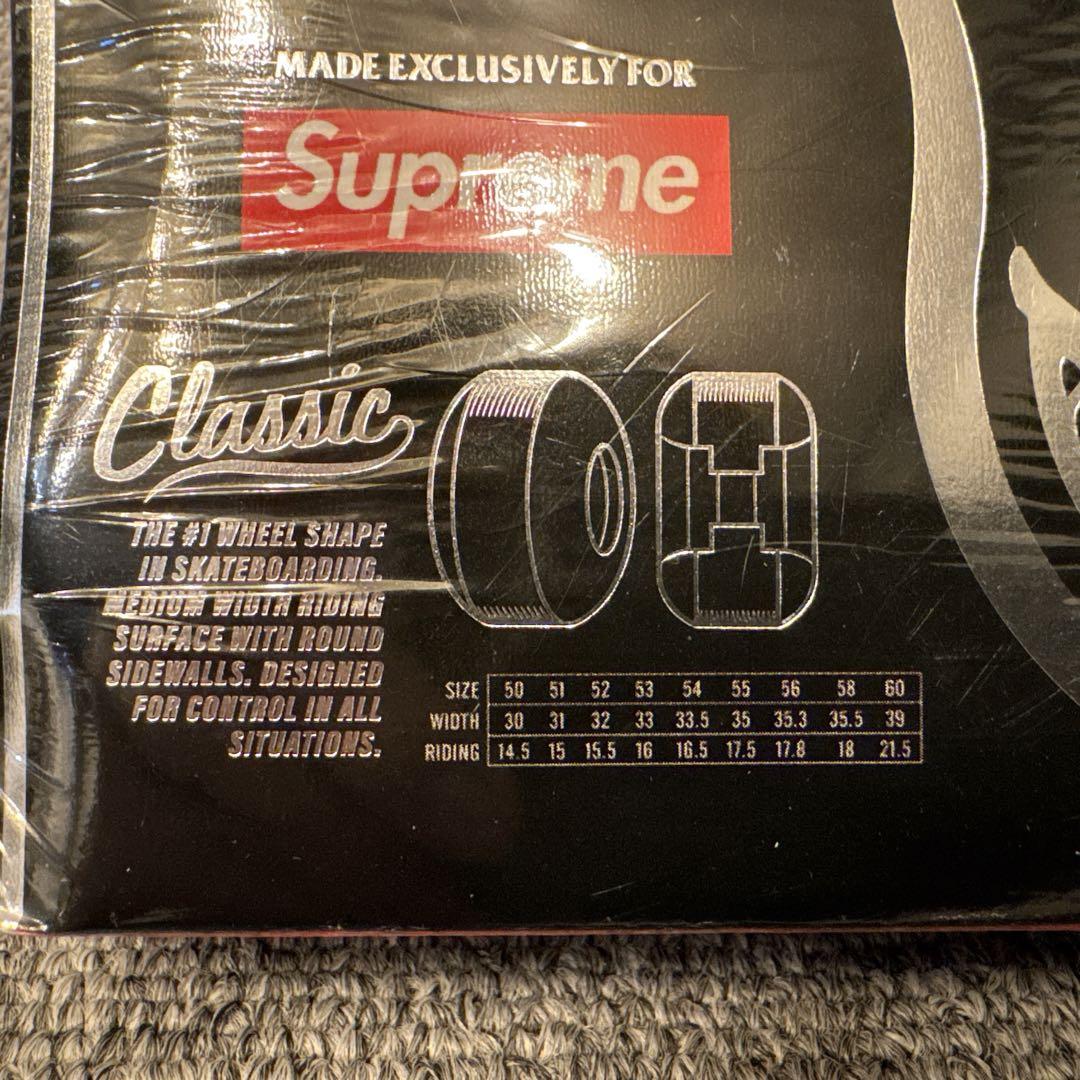 MADE EXCLUSIVELY FOR
Supreme
Classic
THE #1 WHEEL SHAPE
IN SKATEBOARDING.
MEDIUM WIDTH RIDING
SURFACE WITH ROUND
SIDEWALLS. DESIGNED
FOR CONTROL IN ALL
SITUATIONS.
SIZE 50 51 52 53 54 55 56 58 60
WIDTH 30 31 32 33 33.5 35 35.3 35.5 39
RIDING 14.5 15 15.5 16 16.5 17.5 17.8 18 21.5